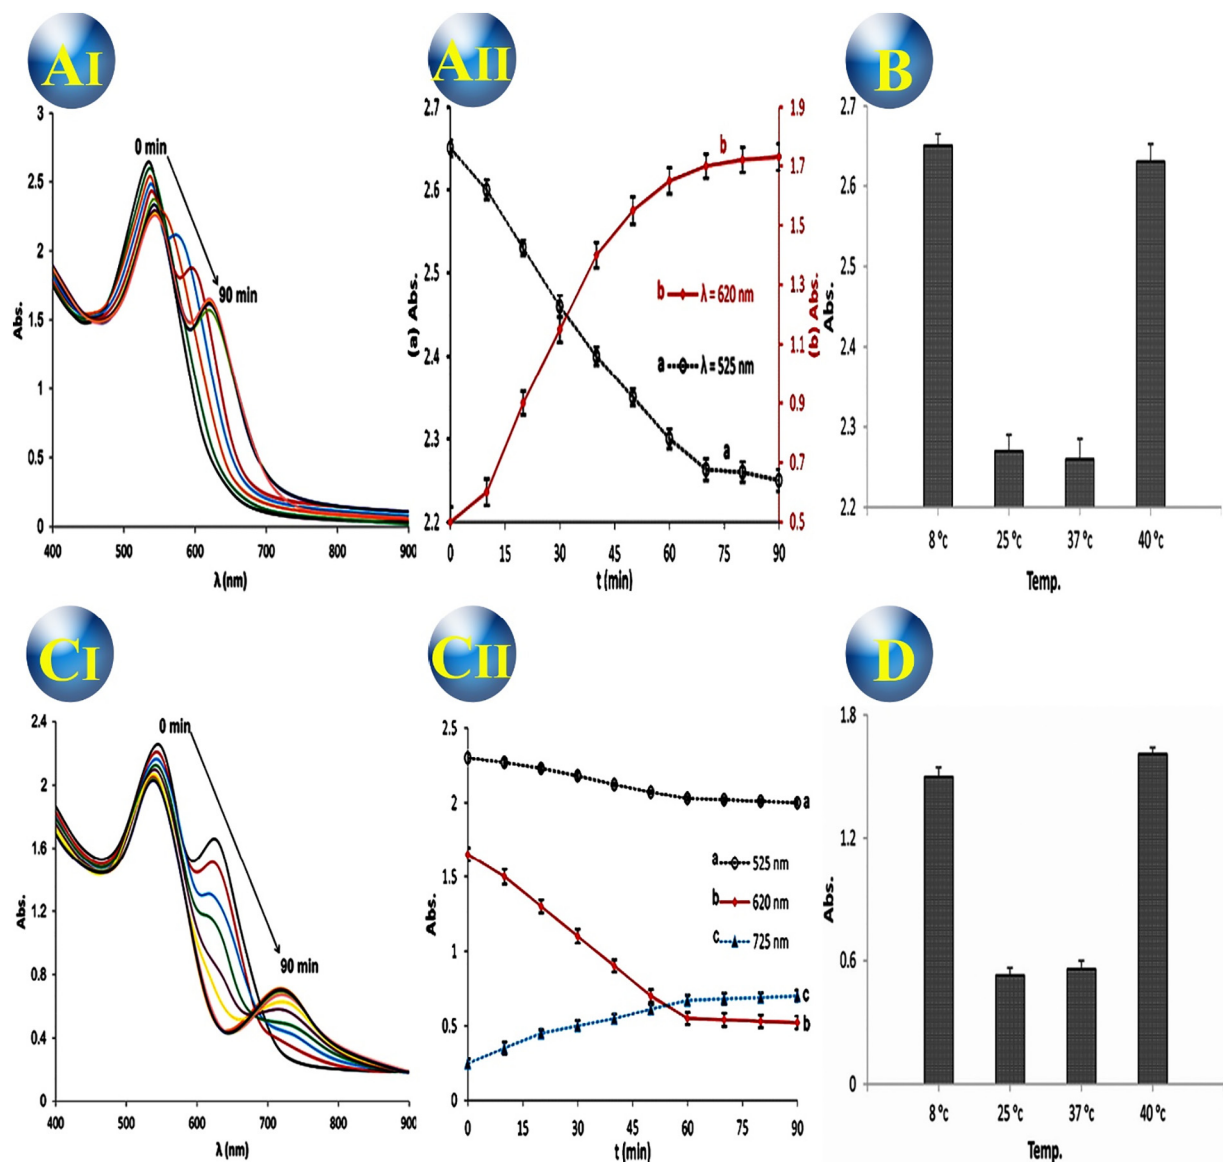 AI
3
2.5
2
1.5
1
0.5
0
Abs.
0 min
90 min
400 500 600 700 800 900
λ (nm)
AII
2.7
2.6
2.5
2.4
2.3
2.2
(a) Abs.
1.9
1.7
1.5
1.3
1.1
0.9
0.7
0.5
(b) Abs.
b
b λ = 620 nm
a λ = 525 nm
a
0 15 30 45 60 75 90
t (min)
B
2.7
2.6
2.5
2.4
2.3
2.2
Abs.
8 °c 25 °c 37 °c 40 °c
Temp.
CI
2.4
2
1.6
1.2
0.8
0.4
0
Abs.
0 min
90 min
400 500 600 700 800 900
λ (nm)
CII
2.5
2
1.5
1
0.5
0
Abs.
a
a 525 nm
b 620 nm
c 725 nm
c
b
0 15 30 45 60 75 90
t (min)
D
1.8
1.2
0.6
0
Abs.
8 °c 25 °c 37 °c 40 °c
Temp.